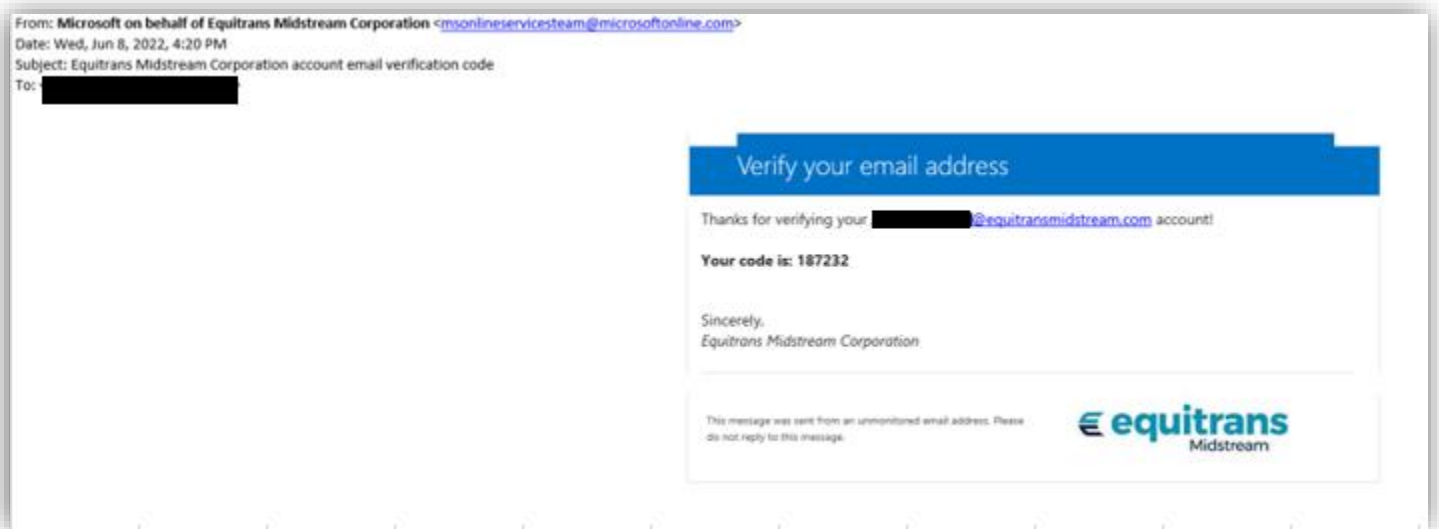 From: Microsoft on behalf of Equitrans Midstream Corporation <msonlineservicesteam@microsoftonline.com>
Date: Wed, Jun 8, 2022, 4:20 PM
Subject: Equitrans Midstream Corporation account email verification code
To:
Verify your email address
Thanks for verifying your @equitransmidstream.com account!
Your code is: 187232
Sincerely,
Equitrans Midstream Corporation
This message was sent from an unmonitored email address. Please
do not reply to this message.
equitrans
Midstream